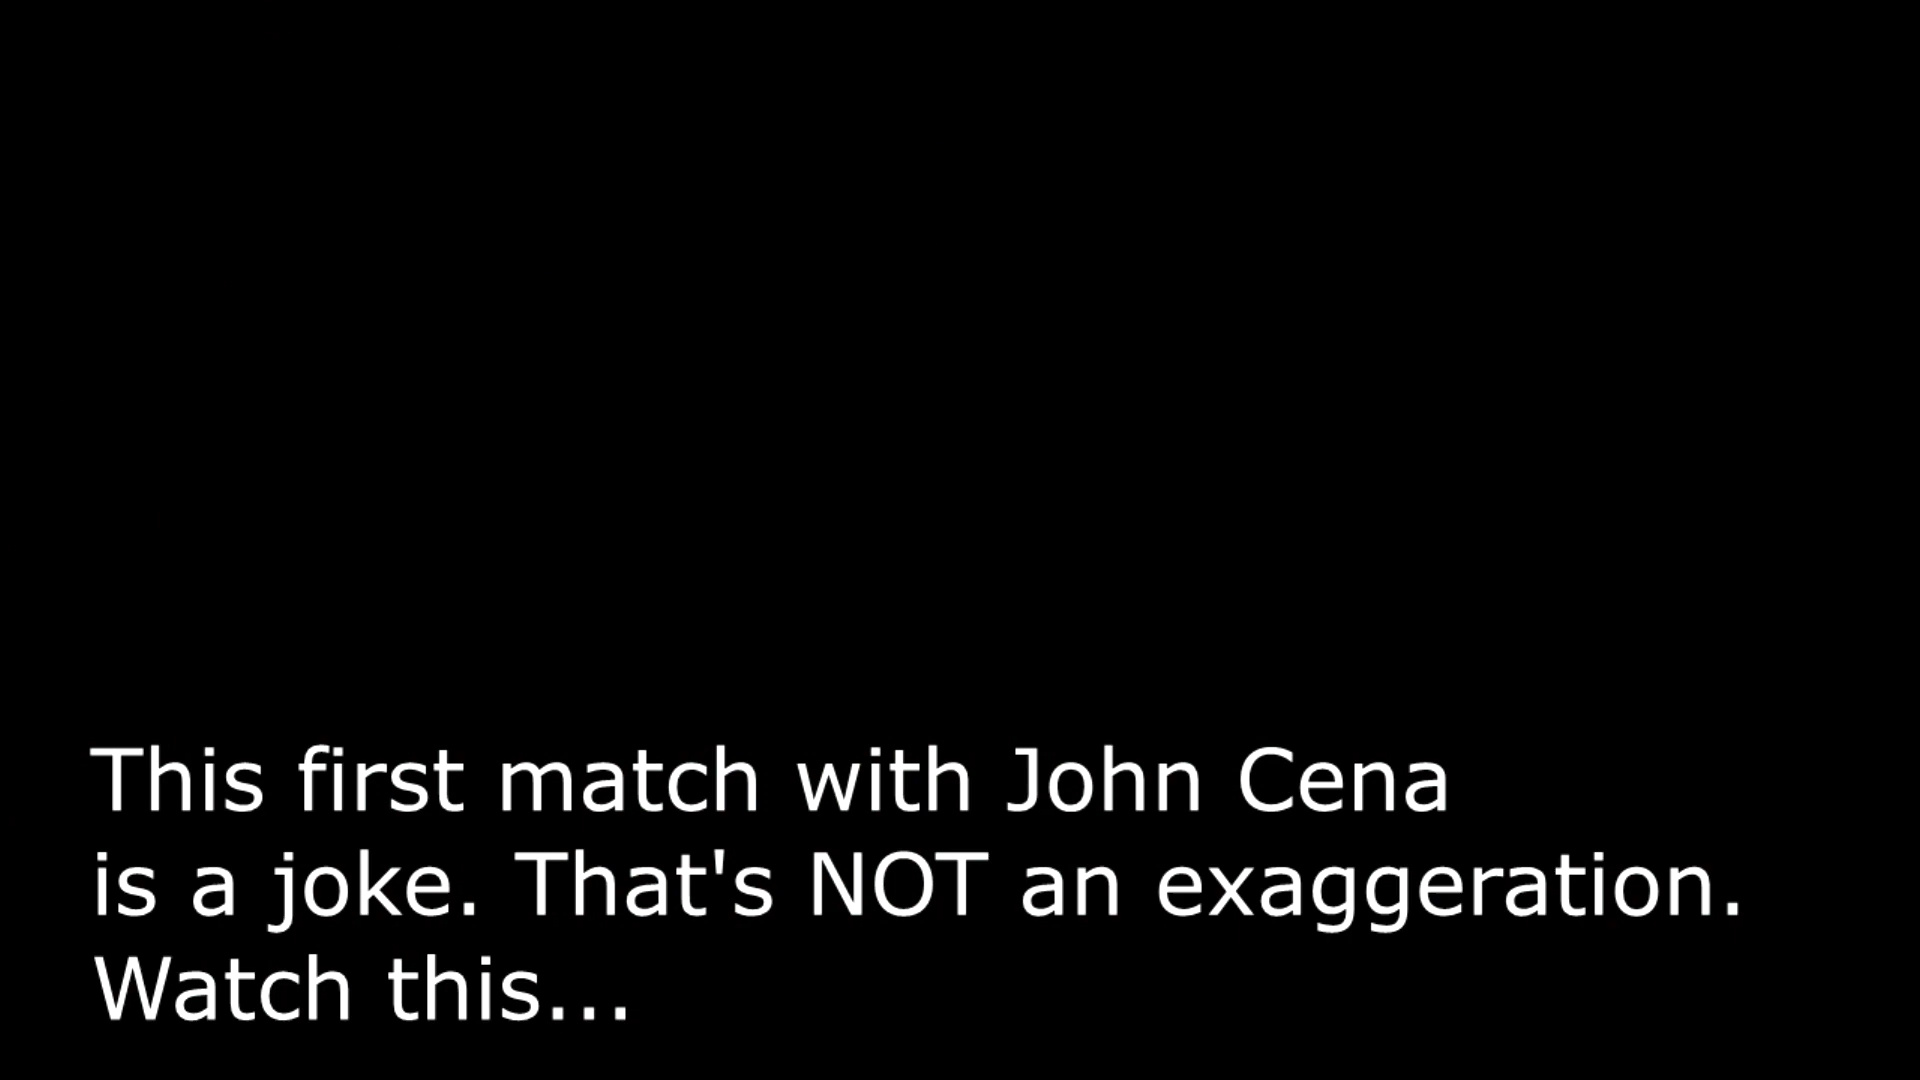 This first match with John Cena
is a joke. That's NOT an exaggeration.
Watch this...